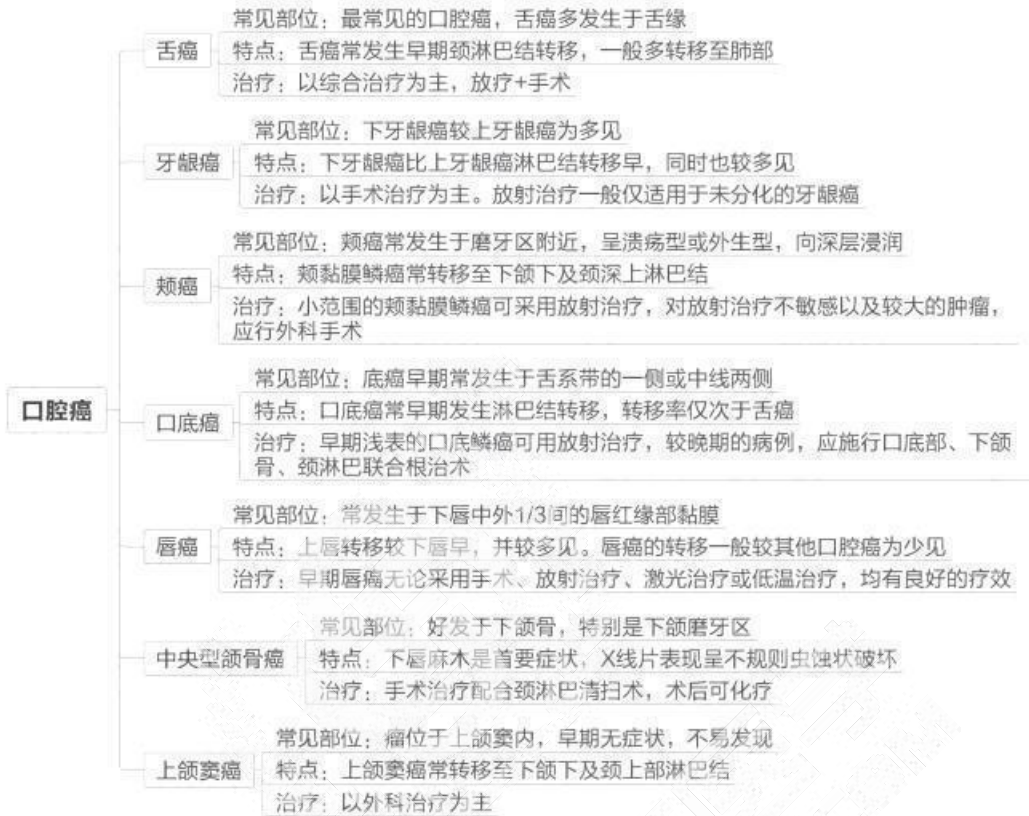 口腔癌
舌癌
常见部位：最常见的口腔癌，舌癌多发生于舌缘
特点：舌癌常发生早期颈淋巴结转移，一般多转移至肺部
治疗：以综合治疗为主，放疗+手术
牙龈癌
常见部位：下牙龈癌较上牙龈癌为多见
特点：下牙龈癌比上牙龈癌淋巴结转移早，同时也较多见
治疗：以手术治疗为主。放射治疗一般仅适用于未分化的牙龈癌
颊癌
常见部位：颊癌常发生于磨牙区附近，呈溃疡型或外生型，向深层浸润
特点：颊黏膜鳞癌常转移至下颌下及颈深上淋巴结
治疗：小范围的颊黏膜鳞癌可采用放射治疗，对放射治疗不敏感以及较大的肿瘤，
应行外科手术
口底癌
常见部位：底癌早期常发生于舌系带的一侧或中线两侧
特点：口底癌常早期发生淋巴结转移，转移率仅次于舌癌
治疗：早期浅表的口底鳞癌可用放射治疗，较晚期的病例，应施行口底部、下颌
骨、颈淋巴联合根治术
唇癌
常见部位：常发生于下唇中外1/3间的唇红缘部黏膜
特点：上唇转移较下唇早，并较多见。唇癌的转移一般较其他口腔癌为少见
治疗：早期唇癌无论采用手术、放射治疗、激光治疗或低温治疗，均有良好的疗效
中央型颌骨癌
常见部位：好发于下颌骨，特别是下颌磨牙区
特点：下唇麻木是首要症状，X线片表现呈不规则虫蚀状破坏
治疗：手术治疗配合颈淋巴清扫术，术后可化疗
上颌窦癌
常见部位：瘤位于上颌窦内，早期无症状，不易发现
特点：上颌窦癌常转移至下颌下及颈上部淋巴结
治疗：以外科治疗为主